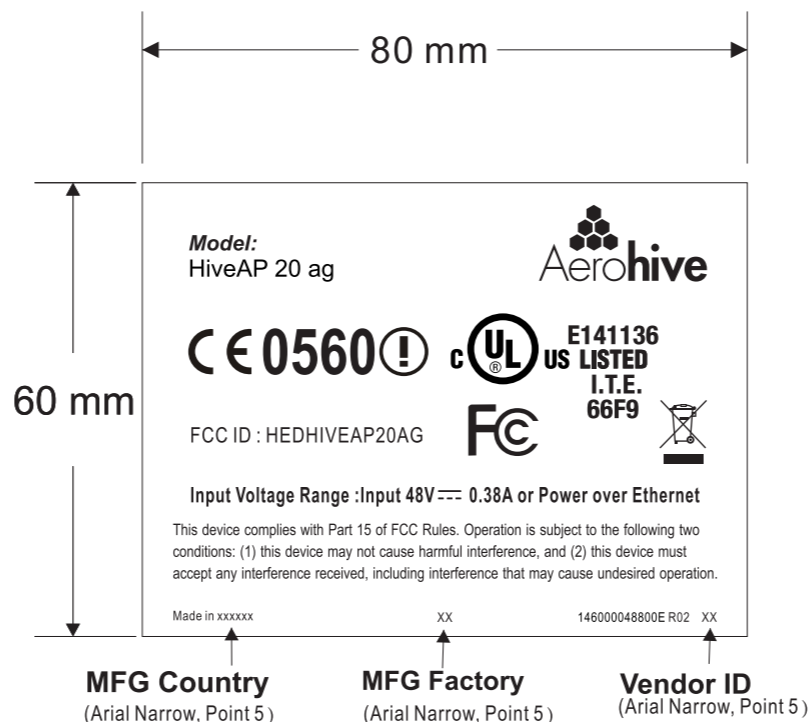 80 mm
60 mm
Model:
HiveAP 20 ag
Aerohive
CE0560!
C UL ® US
E141136
LISTED
I.T.E.
66F9
FCC ID : HEDHIVEAP20AG
FC
Input Voltage Range :Input 48V 0.38A or Power over Ethernet
This device complies with Part 15 of FCC Rules. Operation is subject to the following two
conditions: (1) this device may not cause harmful interference, and (2) this device must
accept any interference received, including interference that may cause undesired operation.
Made in xxxxxx XX 146000048800E R02 XX
MFG Country
(Arial Narrow, Point 5)
MFG Factory
(Arial Narrow, Point 5)
Vendor ID
(Arial Narrow, Point 5)